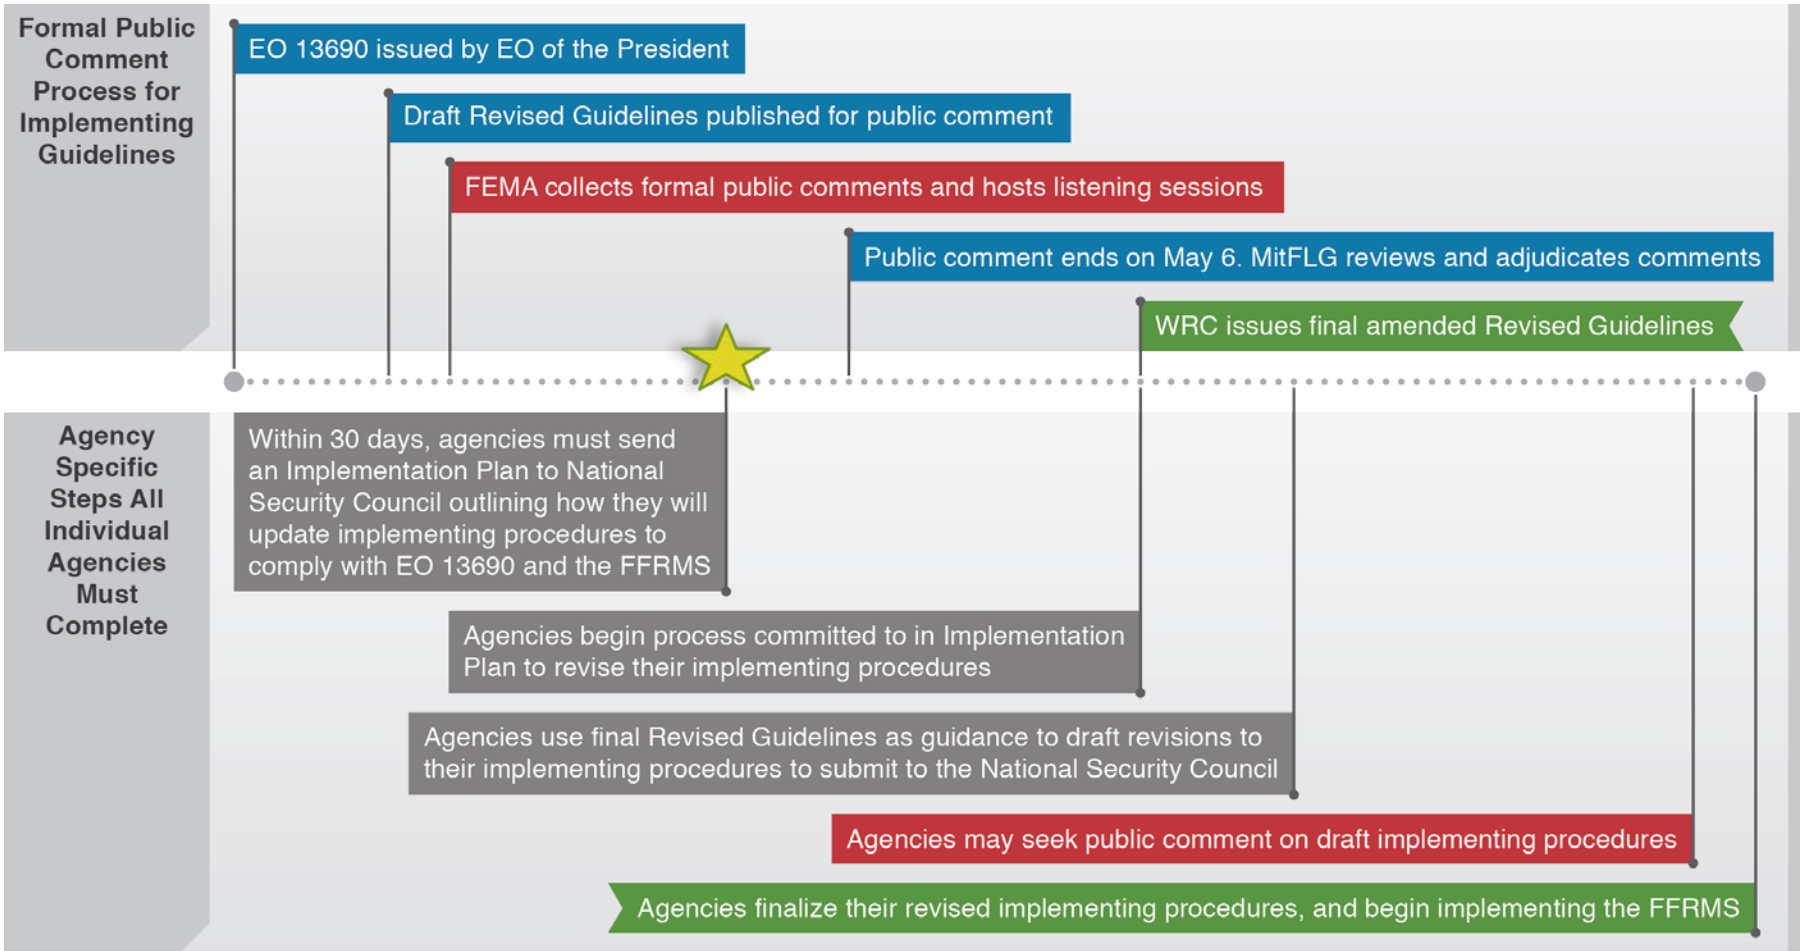 Formal Public
Comment
Process for
Implementing
Guidelines
EO 13690 issued by EO of the President
Draft Revised Guidelines published for public comment
FEMA collects formal public comments and hosts listening sessions
Public comment ends on May 6. MitFLG reviews and adjudicates comments
WRC issues final amended Revised Guidelines
Agency
Specific
Steps All
Individual
Agencies
Must
Complete
Within 30 days, agencies must send
an Implementation Plan to National
Security Council outlining how they will
update implementing procedures to
comply with EO 13690 and the FFRMS
Agencies begin process committed to in Implementation
Plan to revise their implementing procedures
Agencies use final Revised Guidelines as guidance to draft revisions to
their implementing procedures to submit to the National Security Council
Agencies may seek public comment on draft implementing procedures
Agencies finalize their revised implementing procedures, and begin implementing the FFRMS